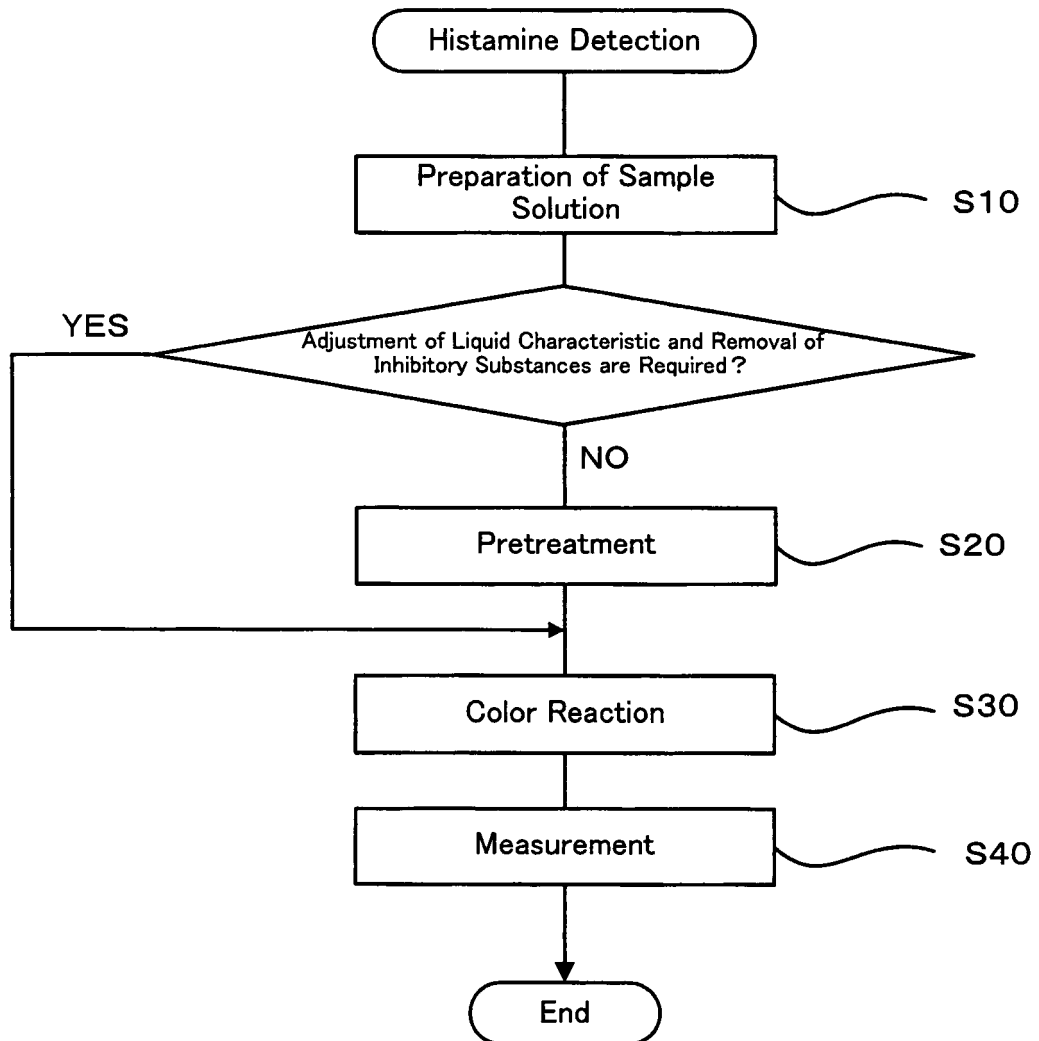 Histamine Detection
Preparation of Sample
Solution
S10
YES
Adjustment of Liquid Characteristic and Removal of
Inhibitory Substances are Required?
NO
Pretreatment
S20
Color Reaction
S30
Measurement
S40
End